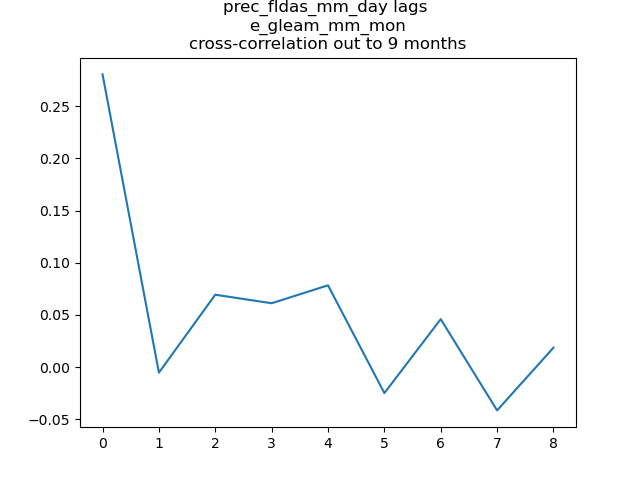 prec_fldas_mm_day lags
e_gleam_mm_mon
cross-correlation out to 9 months
0.25
0.20
0.15
0.10
0.05
0.00
−0.05
0 1 2 3 4 5 6 7 8